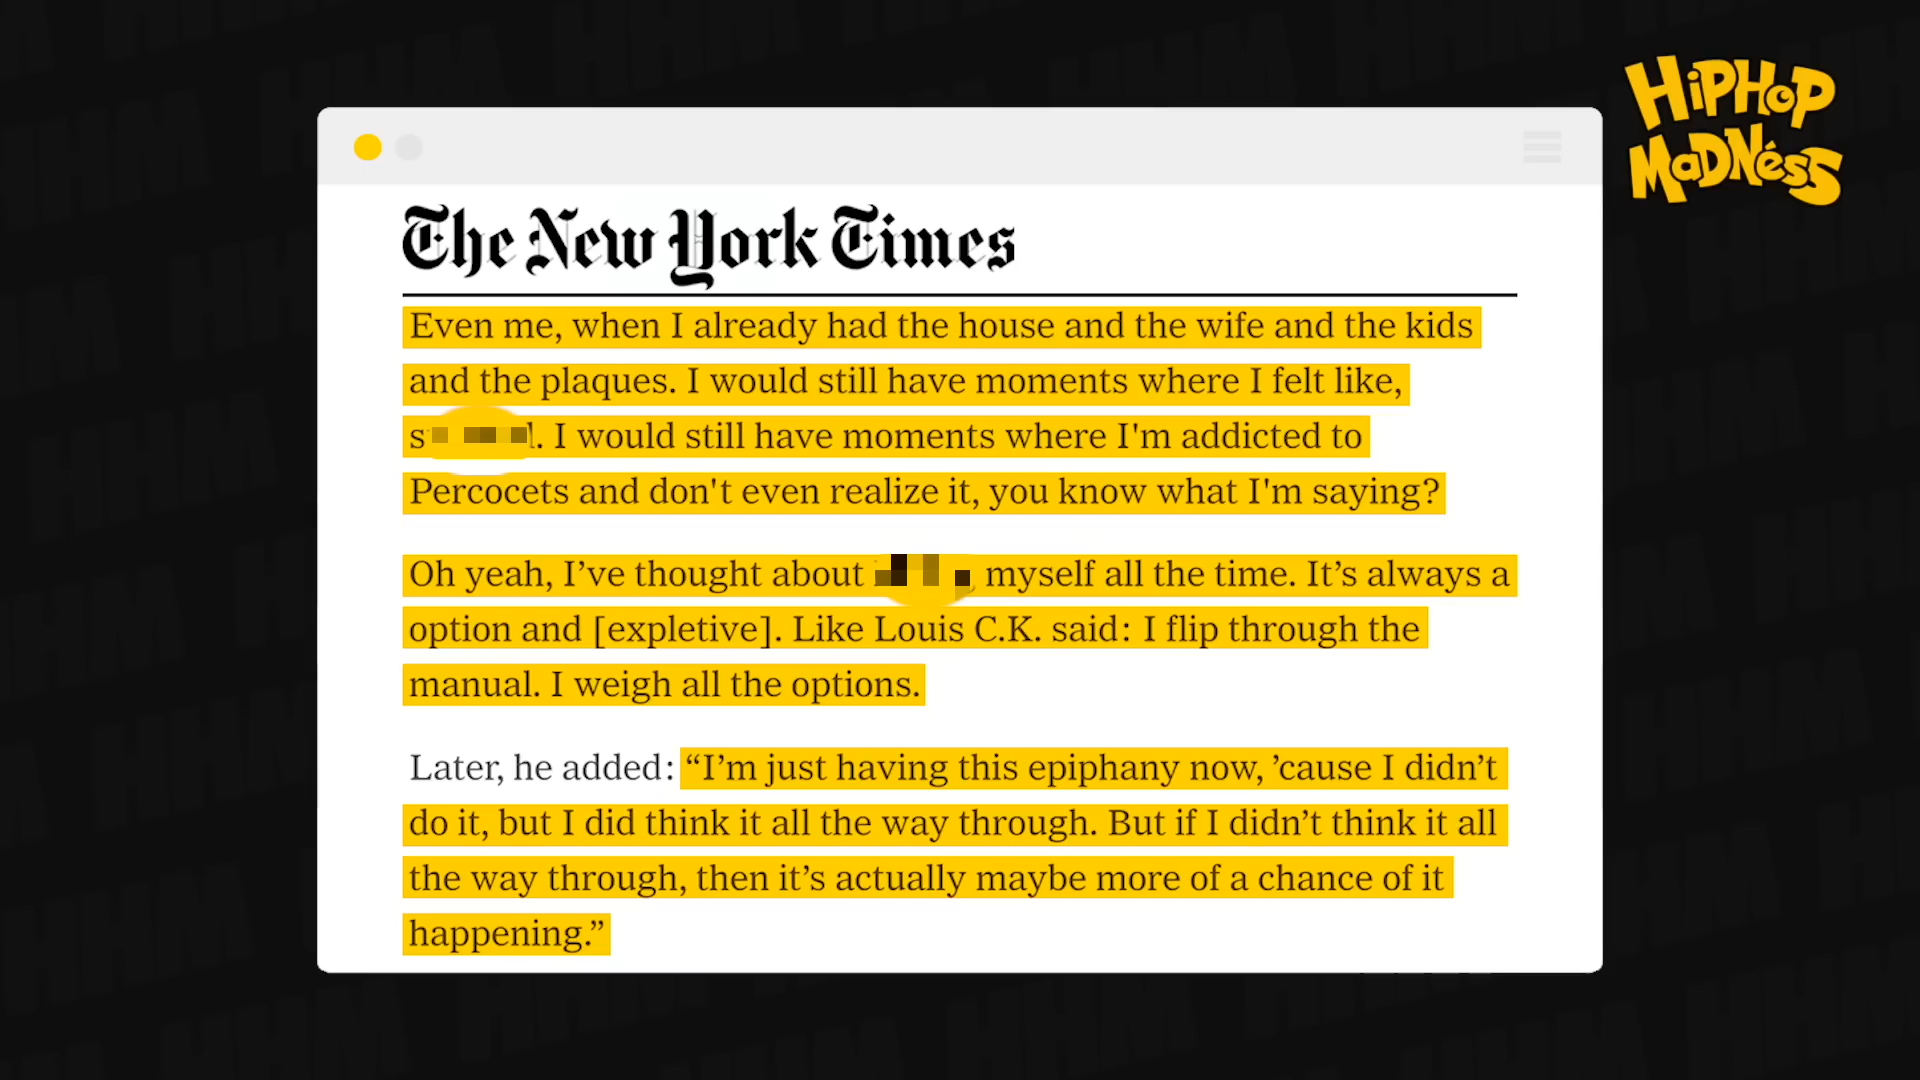 HiPHoP
MaDNéss
The New York Times
Even me, when I already had the house and the wife and the kids
and the plaques. I would still have moments where I felt like,
I would still have moments where I'm addicted to
Percocets and don't even realize it, you know what I'm saying?
Oh yeah, I’ve thought about myself all the time. It’s always a
option and [expletive]. Like Louis C.K. said: I flip through the
manual. I weigh all the options.
Later, he added: “I’m just having this epiphany now, ’cause I didn’t
do it, but I did think it all the way through. But if I didn’t think it all
the way through, then it’s actually maybe more of a chance of it
happening.”